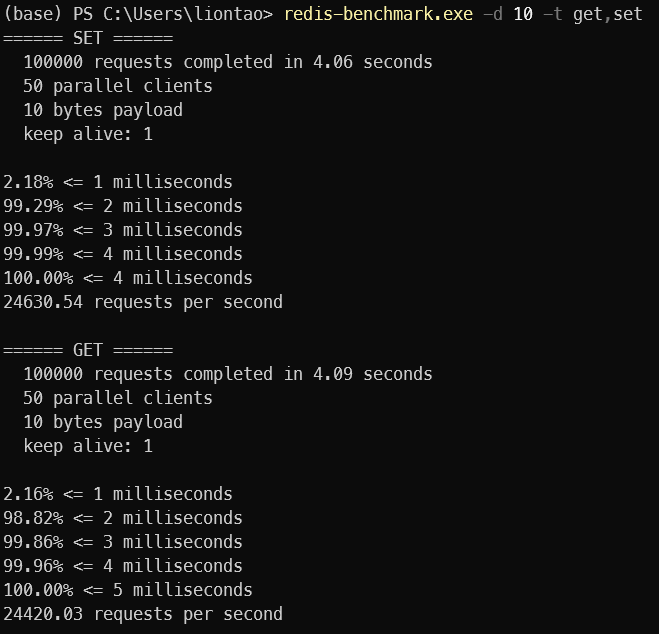 (base) PS C:\Users\liontao> redis-benchmark.exe -d 10 -t get,set
====== SET ======
  100000 requests completed in 4.06 seconds
  50 parallel clients
  10 bytes payload
  keep alive: 1

2.18% <= 1 milliseconds
99.29% <= 2 milliseconds
99.97% <= 3 milliseconds
99.99% <= 4 milliseconds
100.00% <= 4 milliseconds
24630.54 requests per second

====== GET ======
  100000 requests completed in 4.09 seconds
  50 parallel clients
  10 bytes payload
  keep alive: 1

2.16% <= 1 milliseconds
98.82% <= 2 milliseconds
99.86% <= 3 milliseconds
99.96% <= 4 milliseconds
100.00% <= 5 milliseconds
24420.03 requests per second